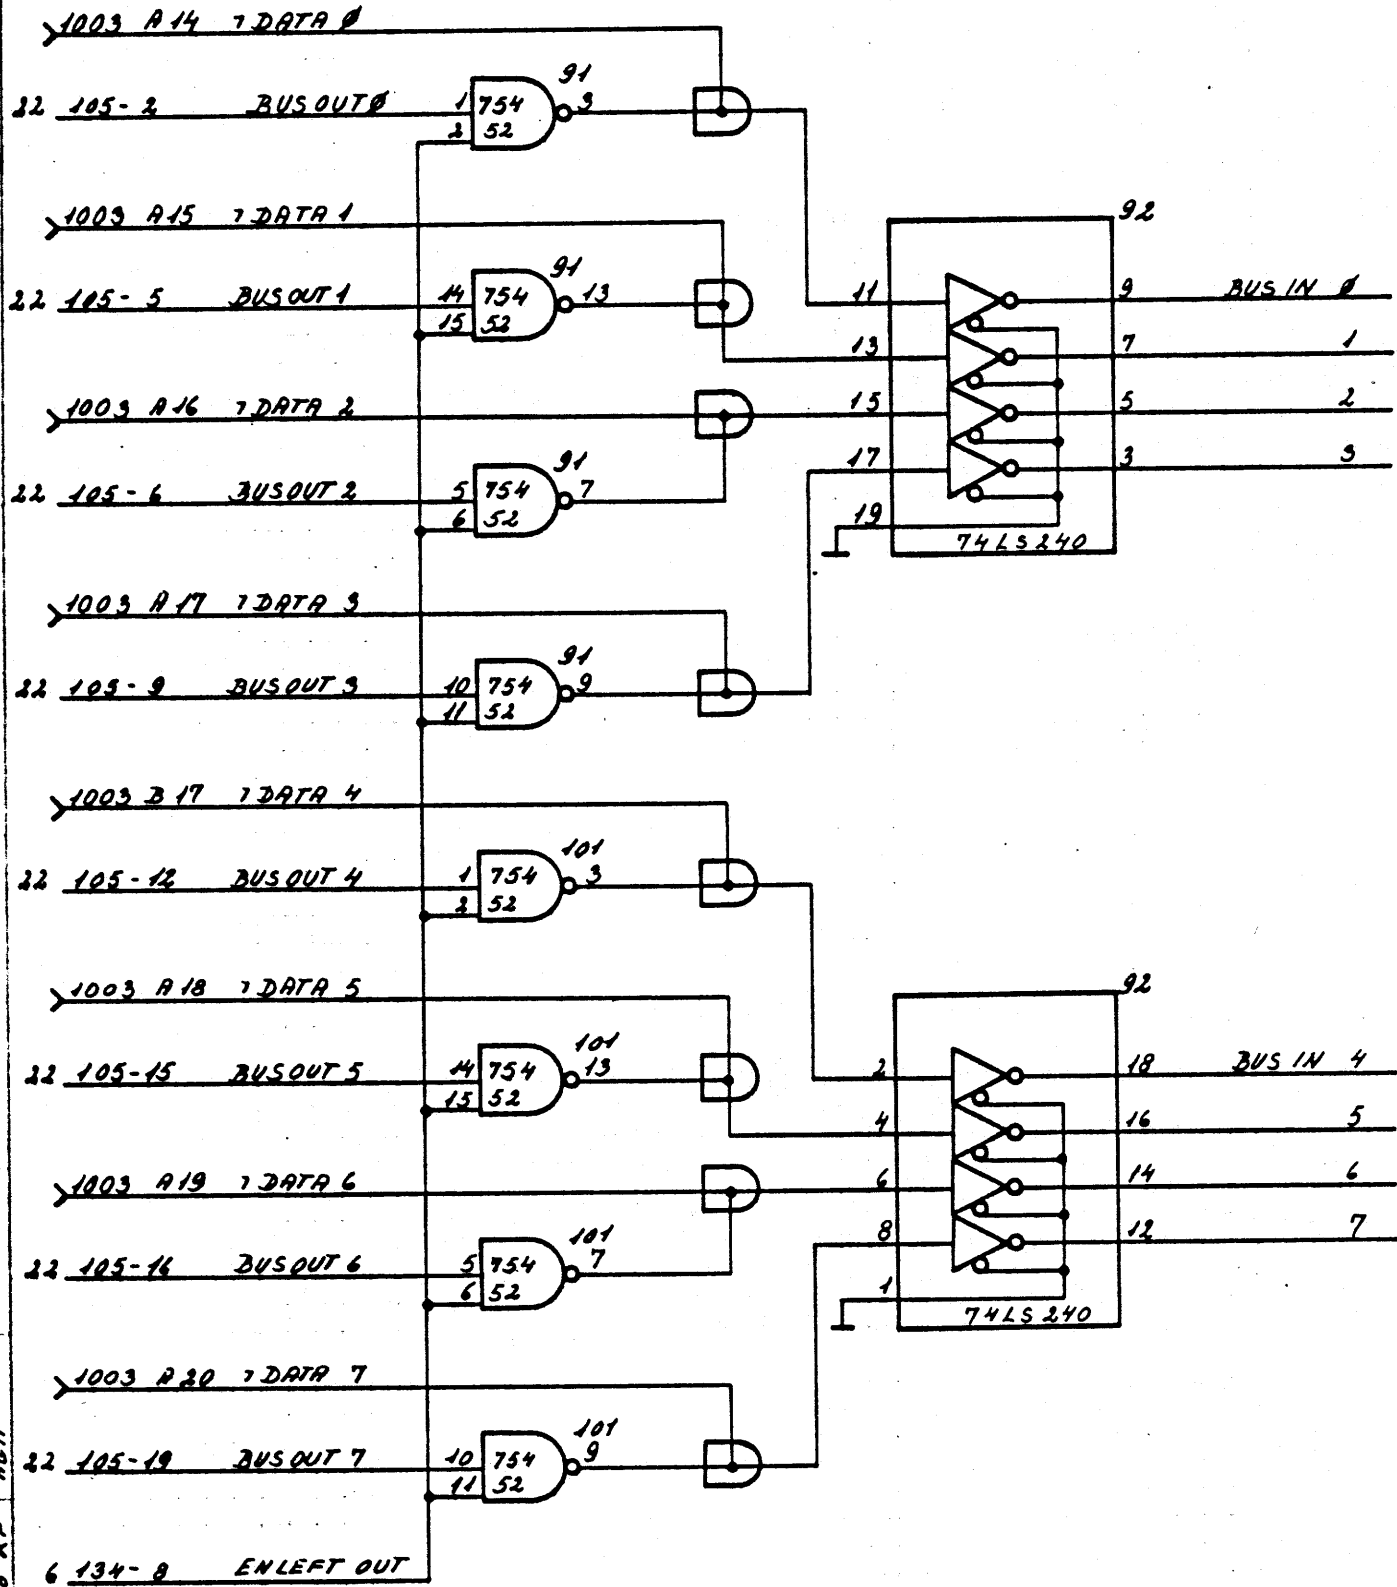 1003 A14 ¬DATA Ø
91
22 105-2 BUSOUTØ 1 754 3
2 52
1003 A15 ¬DATA 1
92
91
22 105-5 BUSOUT 1 14 754 13
15 52
11 9 BUS IN Ø
13 7 1
1003 A16 ¬DATA 2 15 5 2
91
17 3 3
22 105-6 BUSOUT 2 5 754 7
6 52
19
74LS240
1003 A17 ¬DATA 3
91
22 105-9 BUSOUT 3 10 754 9
11 52
1003 B17 ¬DATA 4
101
22 105-12 BUSOUT 4 1 754 3
2 52
1003 A18 ¬DATA 5
92
101
22 105-15 BUSOUT 5 14 754 13
15 52
2 18 BUS IN 4
4 16 5
1003 A19 ¬DATA 6 6 14 6
101
8 12 7
22 105-16 BUSOUT 6 5 754 7
6 52
1
74LS240
1003 A20 ¬DATA 7
101
22 105-19 BUSOUT 7 10 754 9
11 52
6 134-8 ENLEFT OUT